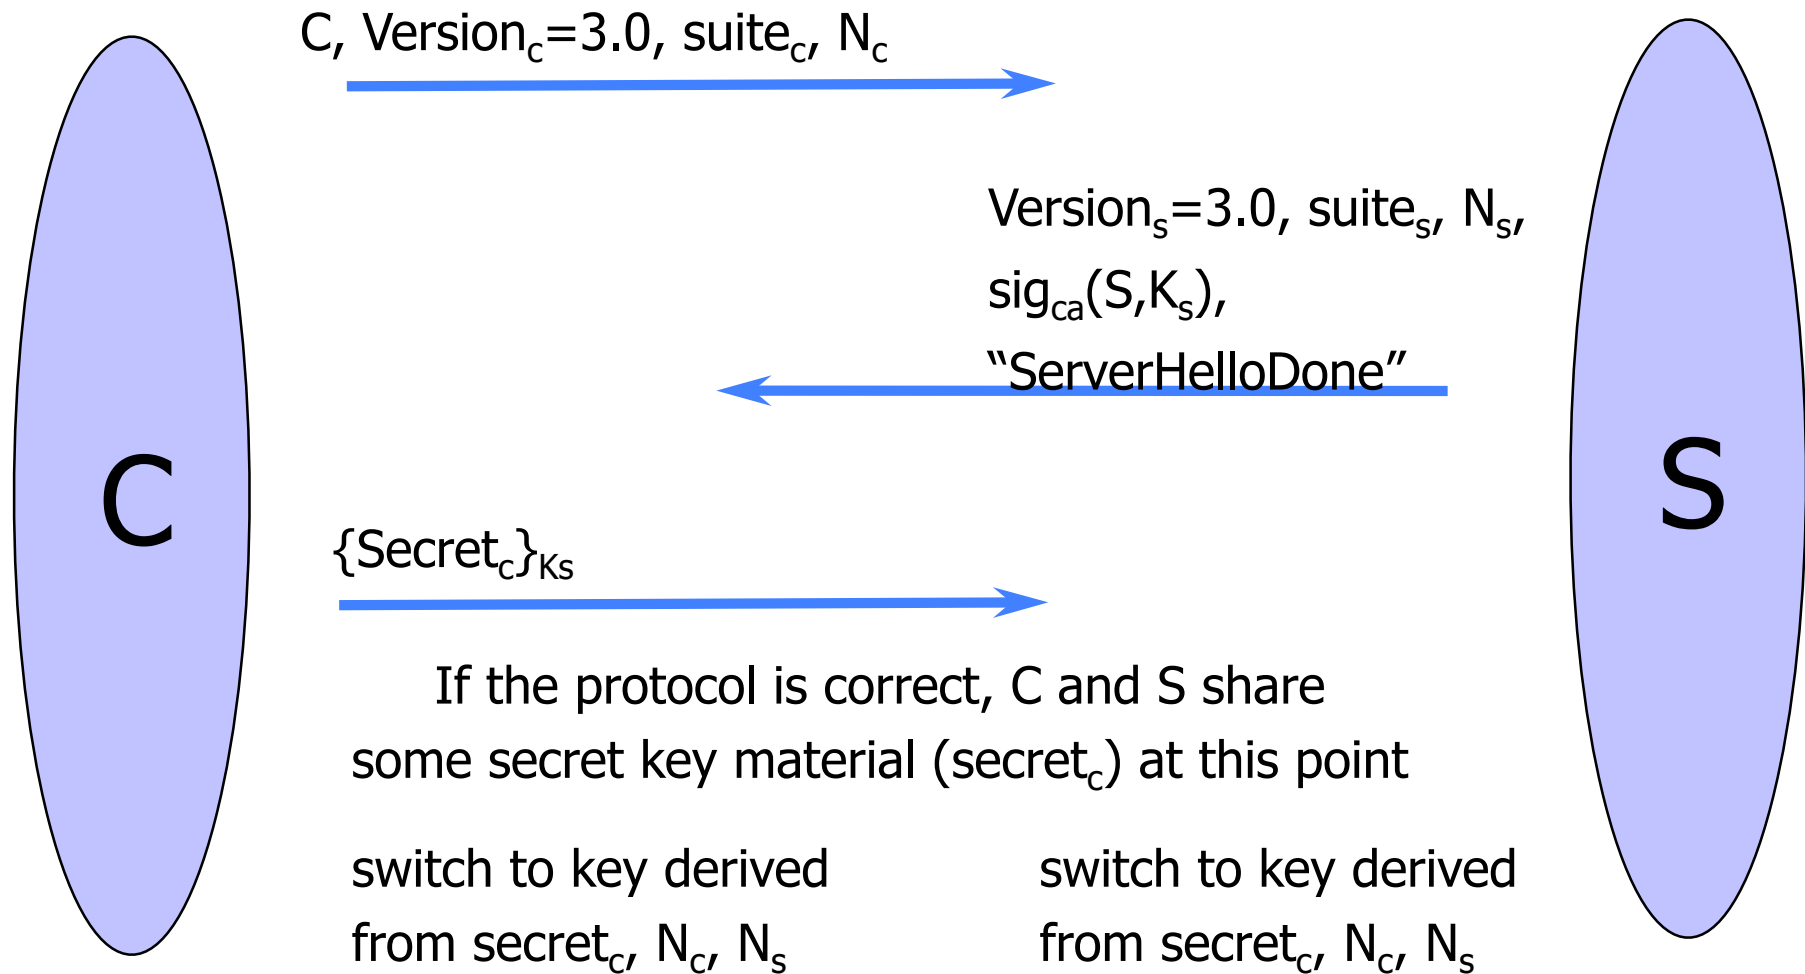 C, Version_c=3.0, suite_c, N_c
Version_s=3.0, suite_s, N_s,
sig_ca(S,K_s),
“ServerHelloDone”
C
S
{Secret_c}_Ks
If the protocol is correct, C and S share
some secret key material (secret_c) at this point
switch to key derived
from secret_c, N_c, N_s
switch to key derived
from secret_c, N_c, N_s